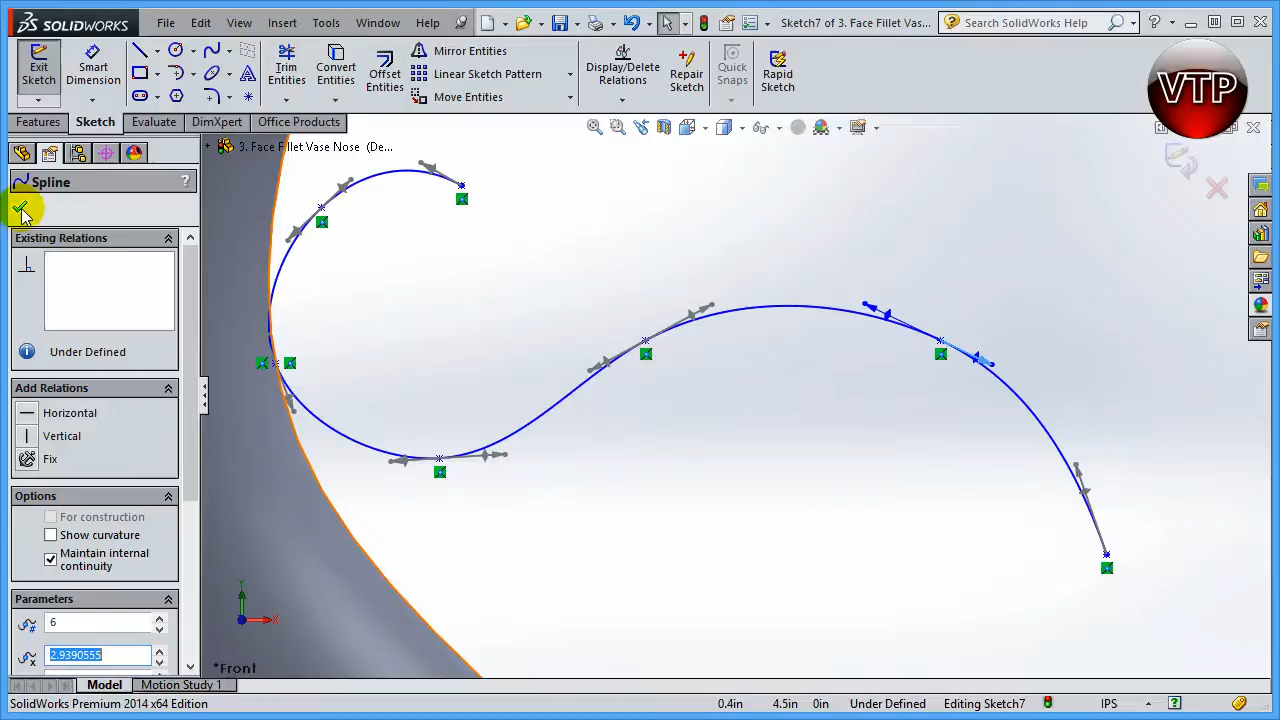 SOLIDWORKS
File Edit View Insert Tools Window Help
Sketch7 of 3. Face Fillet Vas...
Search SolidWorks Help
Exit Sketch
Smart Dimension
Trim Entities
Convert Entities
Offset Entities
Mirror Entities
Linear Sketch Pattern
Move Entities
Display/Delete Relations
Repair Sketch
Quick Snaps
Rapid Sketch
VTP
Features Sketch Evaluate DimXpert Office Products
3. Face Fillet Vase Nose (De...
Spline
?
Existing Relations
Under Defined
Add Relations
Horizontal
Vertical
Fix
Options
For construction
Show curvature
Maintain internal
continuity
Parameters
6
2.9390555
Y
X
*Front
Model Motion Study 1
SolidWorks Premium 2014 x64 Edition
0.4in 4.5in 0in Under Defined Editing Sketch7 IPS